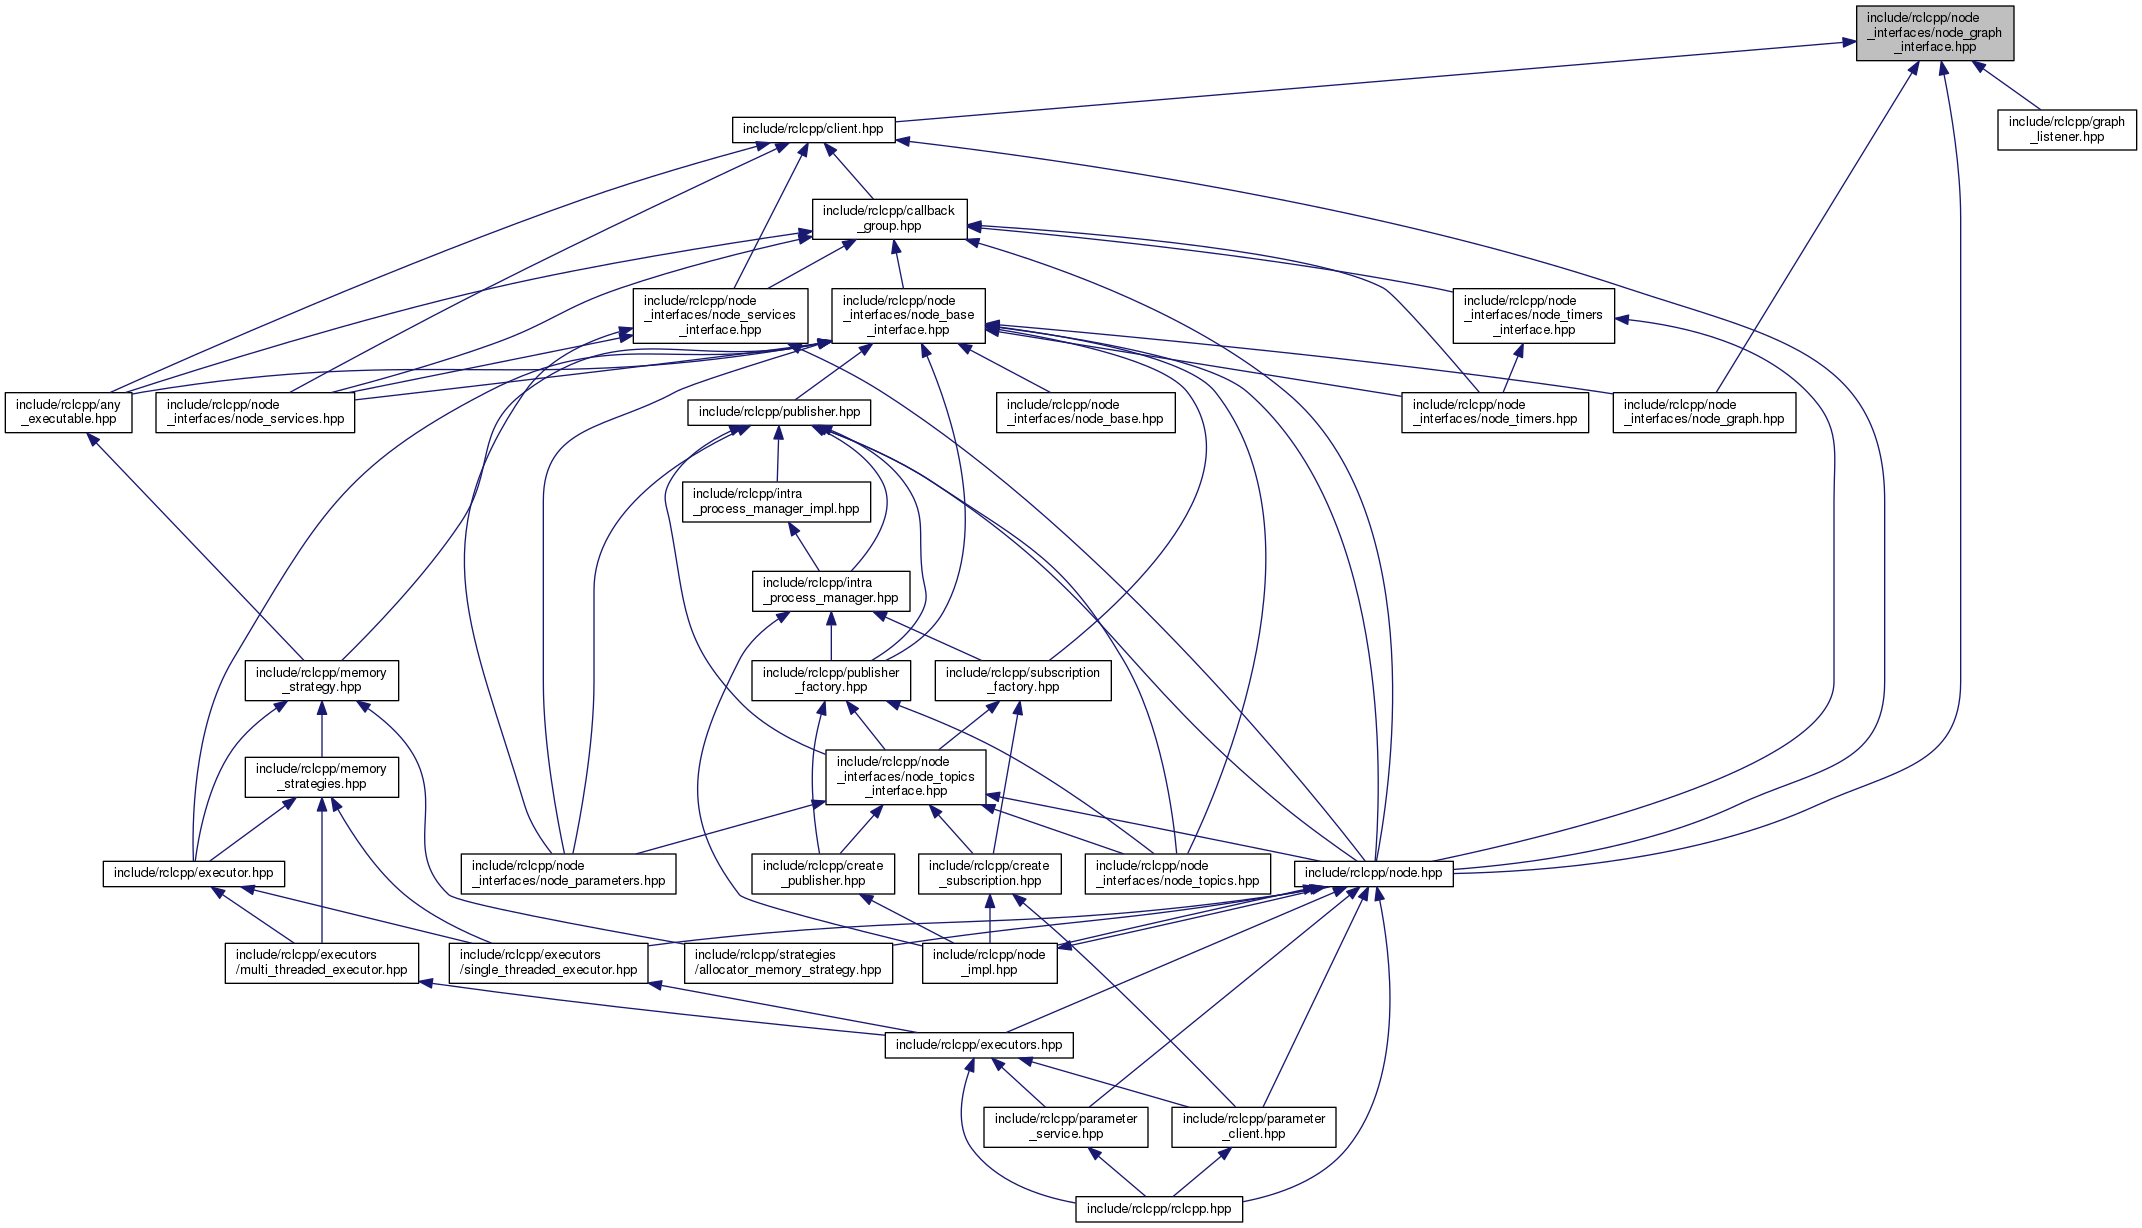 include/rclcpp/node
_interfaces/node_graph
_interface.hpp
include/rclcpp/graph
_listener.hpp
include/rclcpp/client.hpp
include/rclcpp/callback
_group.hpp
include/rclcpp/node
_interfaces/node_services
_interface.hpp
include/rclcpp/node
_interfaces/node_base
_interface.hpp
include/rclcpp/node
_interfaces/node_timers
_interface.hpp
include/rclcpp/any
_executable.hpp
include/rclcpp/node
_interfaces/node_services.hpp
include/rclcpp/publisher.hpp
include/rclcpp/node
_interfaces/node_base.hpp
include/rclcpp/node
_interfaces/node_timers.hpp
include/rclcpp/node
_interfaces/node_graph.hpp
include/rclcpp/intra
_process_manager_impl.hpp
include/rclcpp/intra
_process_manager.hpp
include/rclcpp/memory
_strategy.hpp
include/rclcpp/publisher
_factory.hpp
include/rclcpp/subscription
_factory.hpp
include/rclcpp/memory
_strategies.hpp
include/rclcpp/node
_interfaces/node_topics
_interface.hpp
include/rclcpp/executor.hpp
include/rclcpp/node
_interfaces/node_parameters.hpp
include/rclcpp/create
_publisher.hpp
include/rclcpp/create
_subscription.hpp
include/rclcpp/node
_interfaces/node_topics.hpp
include/rclcpp/node.hpp
include/rclcpp/executors
/multi_threaded_executor.hpp
include/rclcpp/executors
/single_threaded_executor.hpp
include/rclcpp/strategies
/allocator_memory_strategy.hpp
include/rclcpp/node
_impl.hpp
include/rclcpp/executors.hpp
include/rclcpp/parameter
_service.hpp
include/rclcpp/parameter
_client.hpp
include/rclcpp/rclcpp.hpp